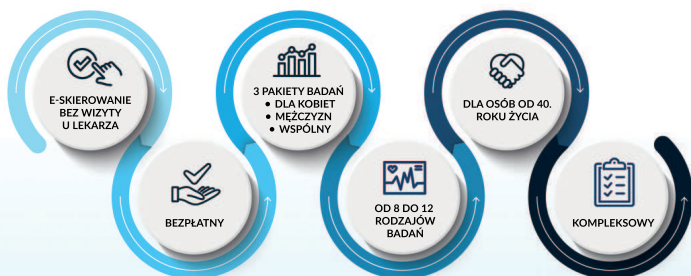 E-SKIEROWANIE
BEZ WIZYTY
U LEKARZA
BEZPŁATNY
3 PAKIETY BADAŃ
• DLA KOBIET
• MĘŻCZYZN
• WSPÓLNY
OD 8 DO 12
RODZAJÓW
BADAŃ
DLA OSÓB OD 40.
ROKU ŻYCIA
KOMPLEKSOWY